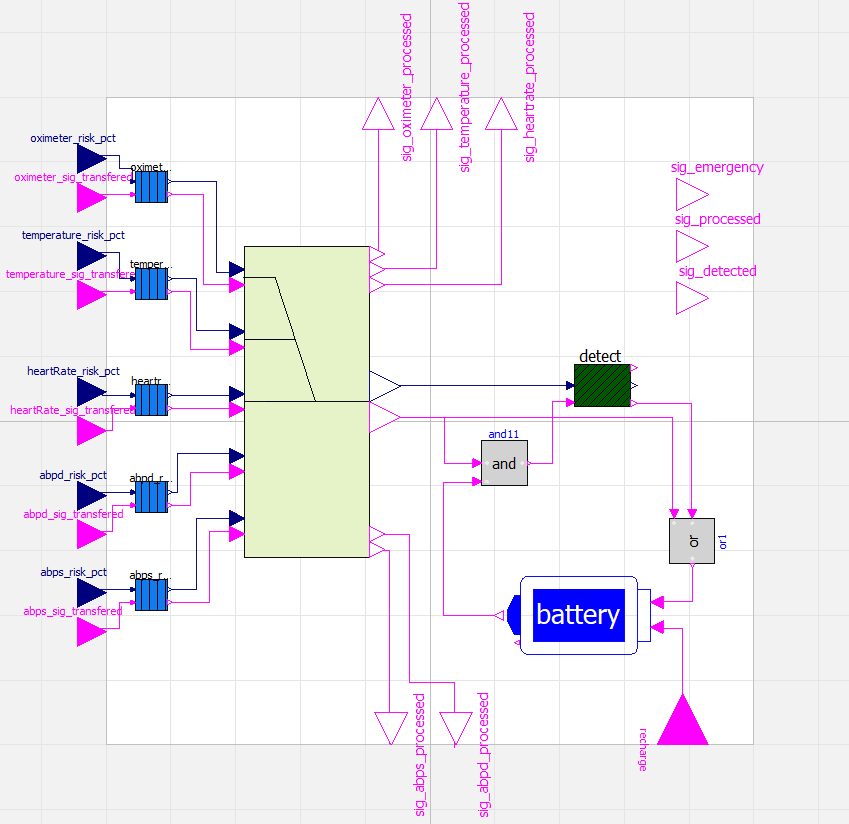 sig_oximeter_processed
sig_temperature_processed
sig_heartrate_processed
oximeter_risk_pct
oximet...
oximeter_sig_transfered
sig_emergency
sig_processed
temperature_risk_pct
temper...
temperature_sig_transfere
sig_detected
detect
heartRate_risk_pct
heartr...
heartRate_sig_transfered
and11
and
abpd_risk_pct
abpd_r...
abpd_sig_transfered
or
or1
abps_risk_pct
abps_r...
abps_sig_transfered
battery
sig_abps_processed
sig_abpd_processed
recharge